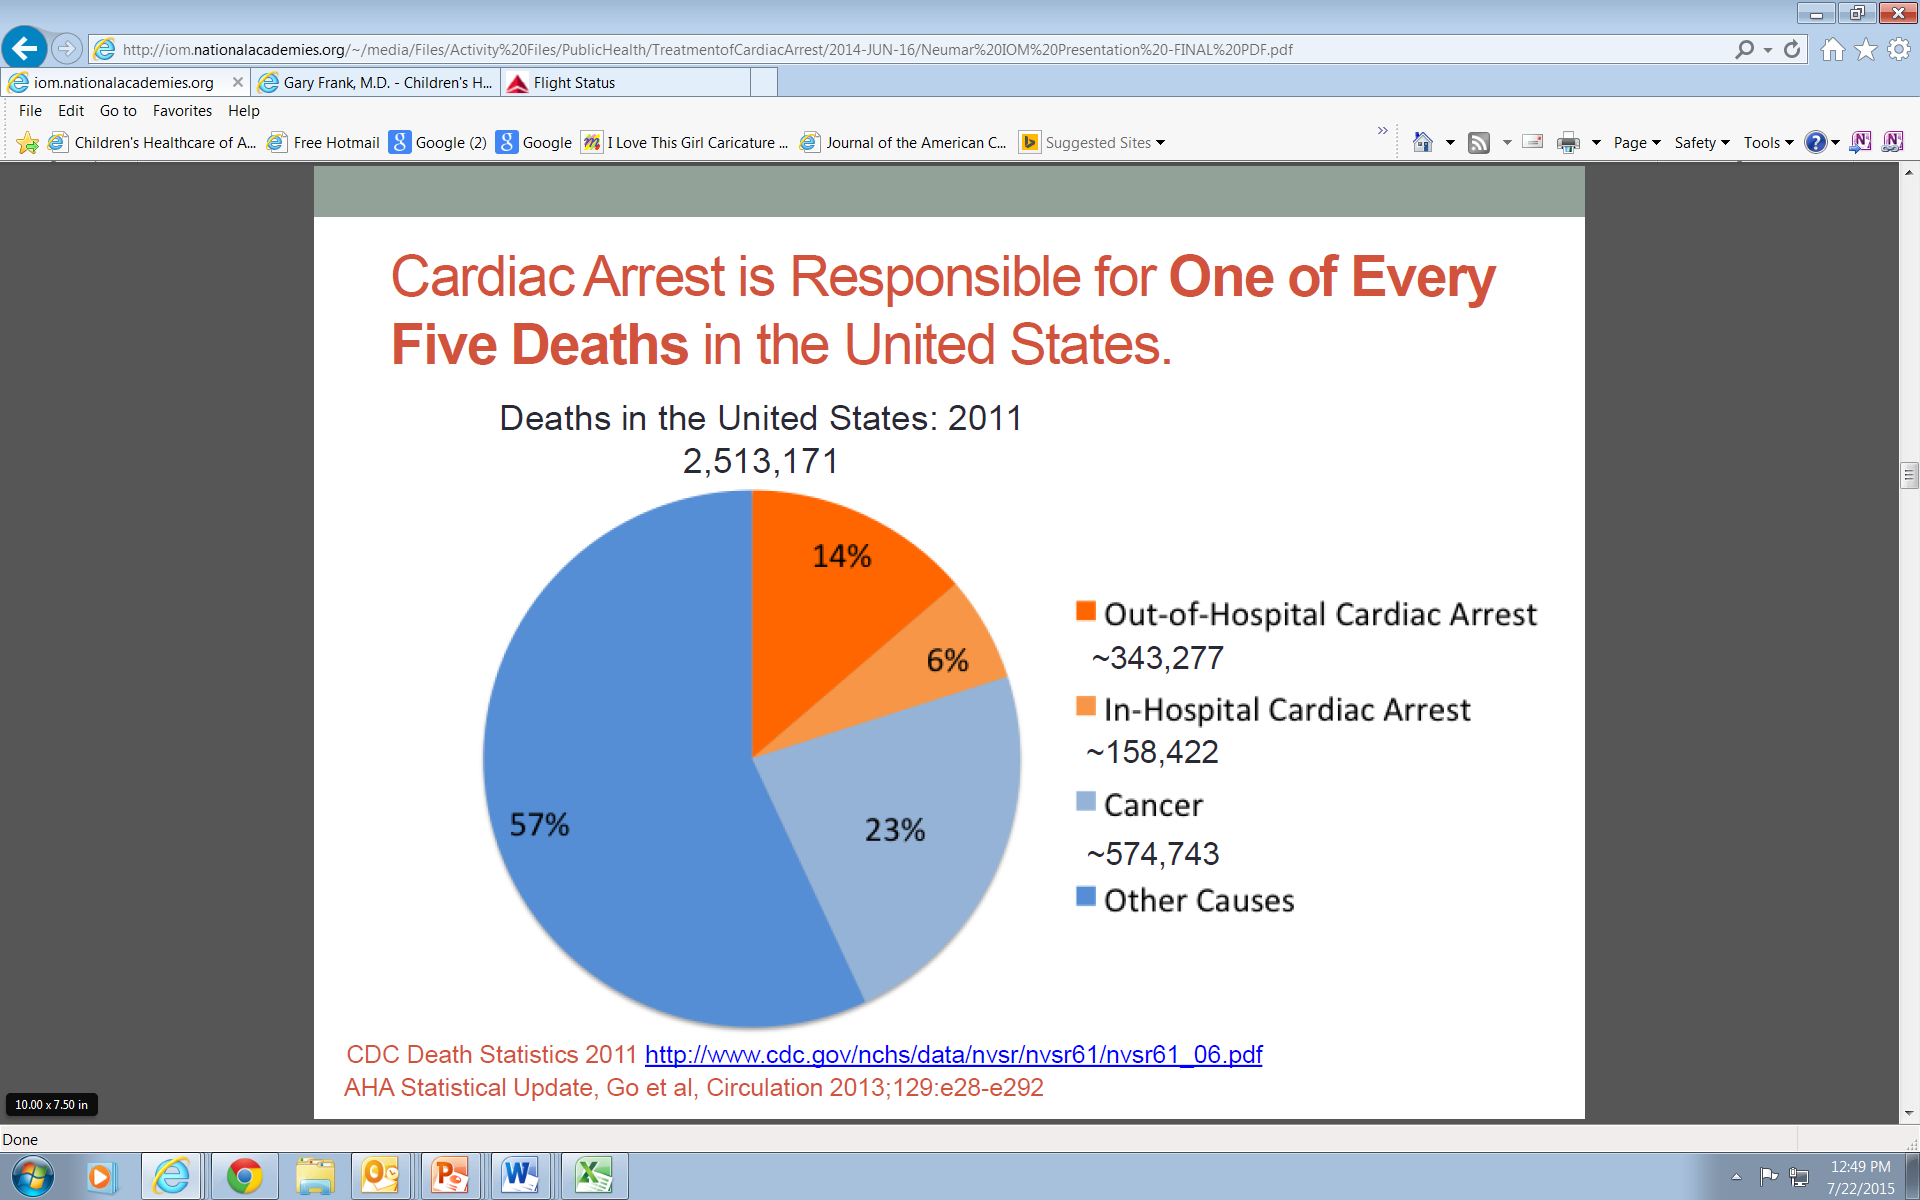 http://iom.nationalacademies.org/~/media/Files/Activity%20Files/PublicHealth/TreatmentofCardiacArrest/2014-JUN-16/Neumar%20IOM%20Presentation%20-FINAL%20PDF.pdf
iom.nationalacademies.org
Gary Frank, M.D. - Children's H...
Flight Status
File Edit Go to Favorites Help
Children's Healthcare of A... Free Hotmail Google (2) Google I Love This Girl Caricature ... Journal of the American C... Suggested Sites
Page Safety Tools
Cardiac Arrest is Responsible for One of Every
Five Deaths in the United States.
Deaths in the United States: 2011
2,513,171
14%
6%
23%
57%
Out-of-Hospital Cardiac Arrest
~343,277
In-Hospital Cardiac Arrest
~158,422
Cancer
~574,743
Other Causes
CDC Death Statistics 2011 http://www.cdc.gov/nchs/data/nvsr/nvsr61/nvsr61_06.pdf
AHA Statistical Update, Go et al, Circulation 2013;129:e28-e292
10.00 x 7.50 in
Done
12:49 PM
7/22/2015